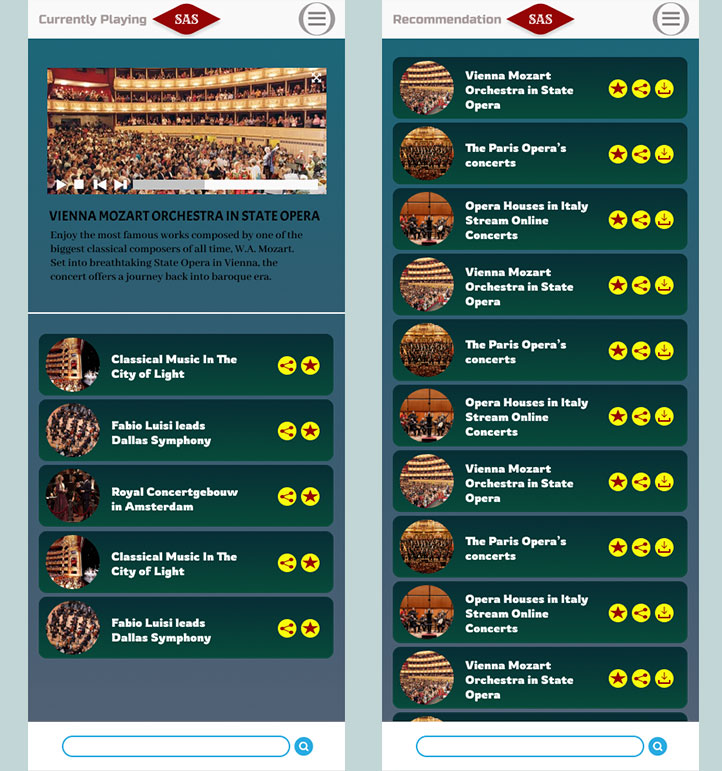 Currently Playing
SAS
VIENNA MOZART ORCHESTRA IN STATE OPERA
Enjoy the most famous works composed by one of the
biggest classical composers of all time, W.A. Mozart.
Set into breathtaking State Opera in Vienna, the
concert offers a journey back into baroque era.
Classical Music In The
City of Light
Fabio Luisi leads
Dallas Symphony
Royal Concertgebouw
in Amsterdam
Classical Music In The
City of Light
Fabio Luisi leads
Dallas Symphony
Recommendation
SAS
Vienna Mozart
Orchestra in State
Opera
The Paris Opera's
concerts
Opera Houses in Italy
Stream Online
Concerts
Vienna Mozart
Orchestra in State
Opera
The Paris Opera's
concerts
Opera Houses in Italy
Stream Online
Concerts
Vienna Mozart
Orchestra in State
Opera
The Paris Opera's
concerts
Opera Houses in Italy
Stream Online
Concerts
Vienna Mozart
Orchestra in State
Opera